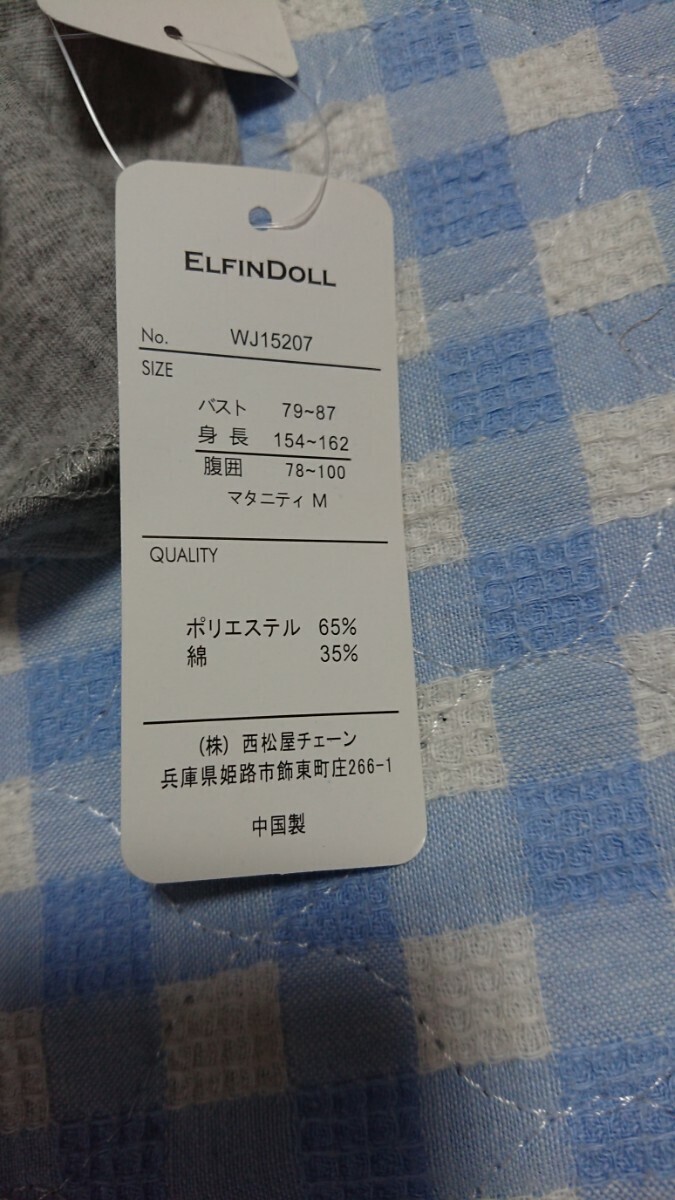 ELFINDOLL
No. WJ15207
SIZE
バスト 79~87
身長 154~162
腹囲 78~100
マタニティ M
QUALITY
ポリエステル 65%
綿 35%
(株) 西松屋チェーン
兵庫県姫路市飾東町庄266-1
中国製